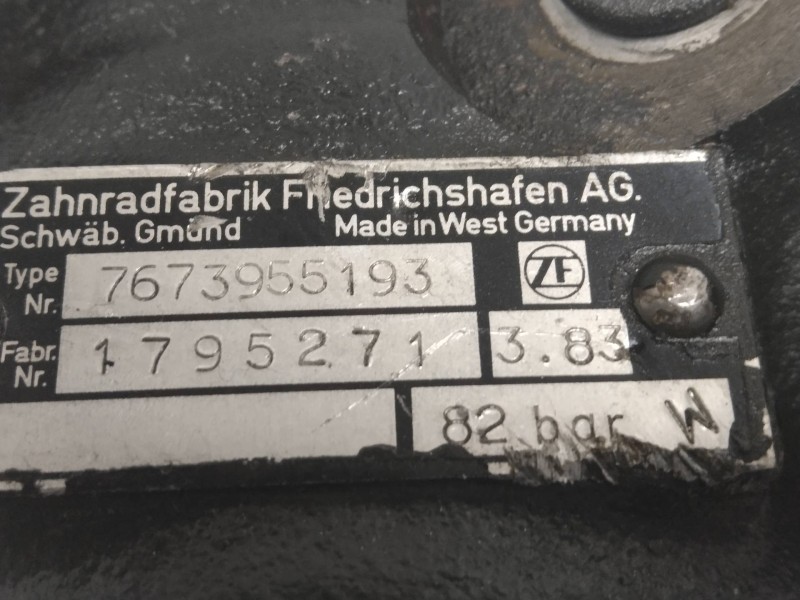 Zahnradfabrik Friedrichshafen AG.
Schwäb. Gmünd Made in West Germany
Type Nr. 7673955193 ZF
Fabr. Nr. 1795271 3.83
82 bar W